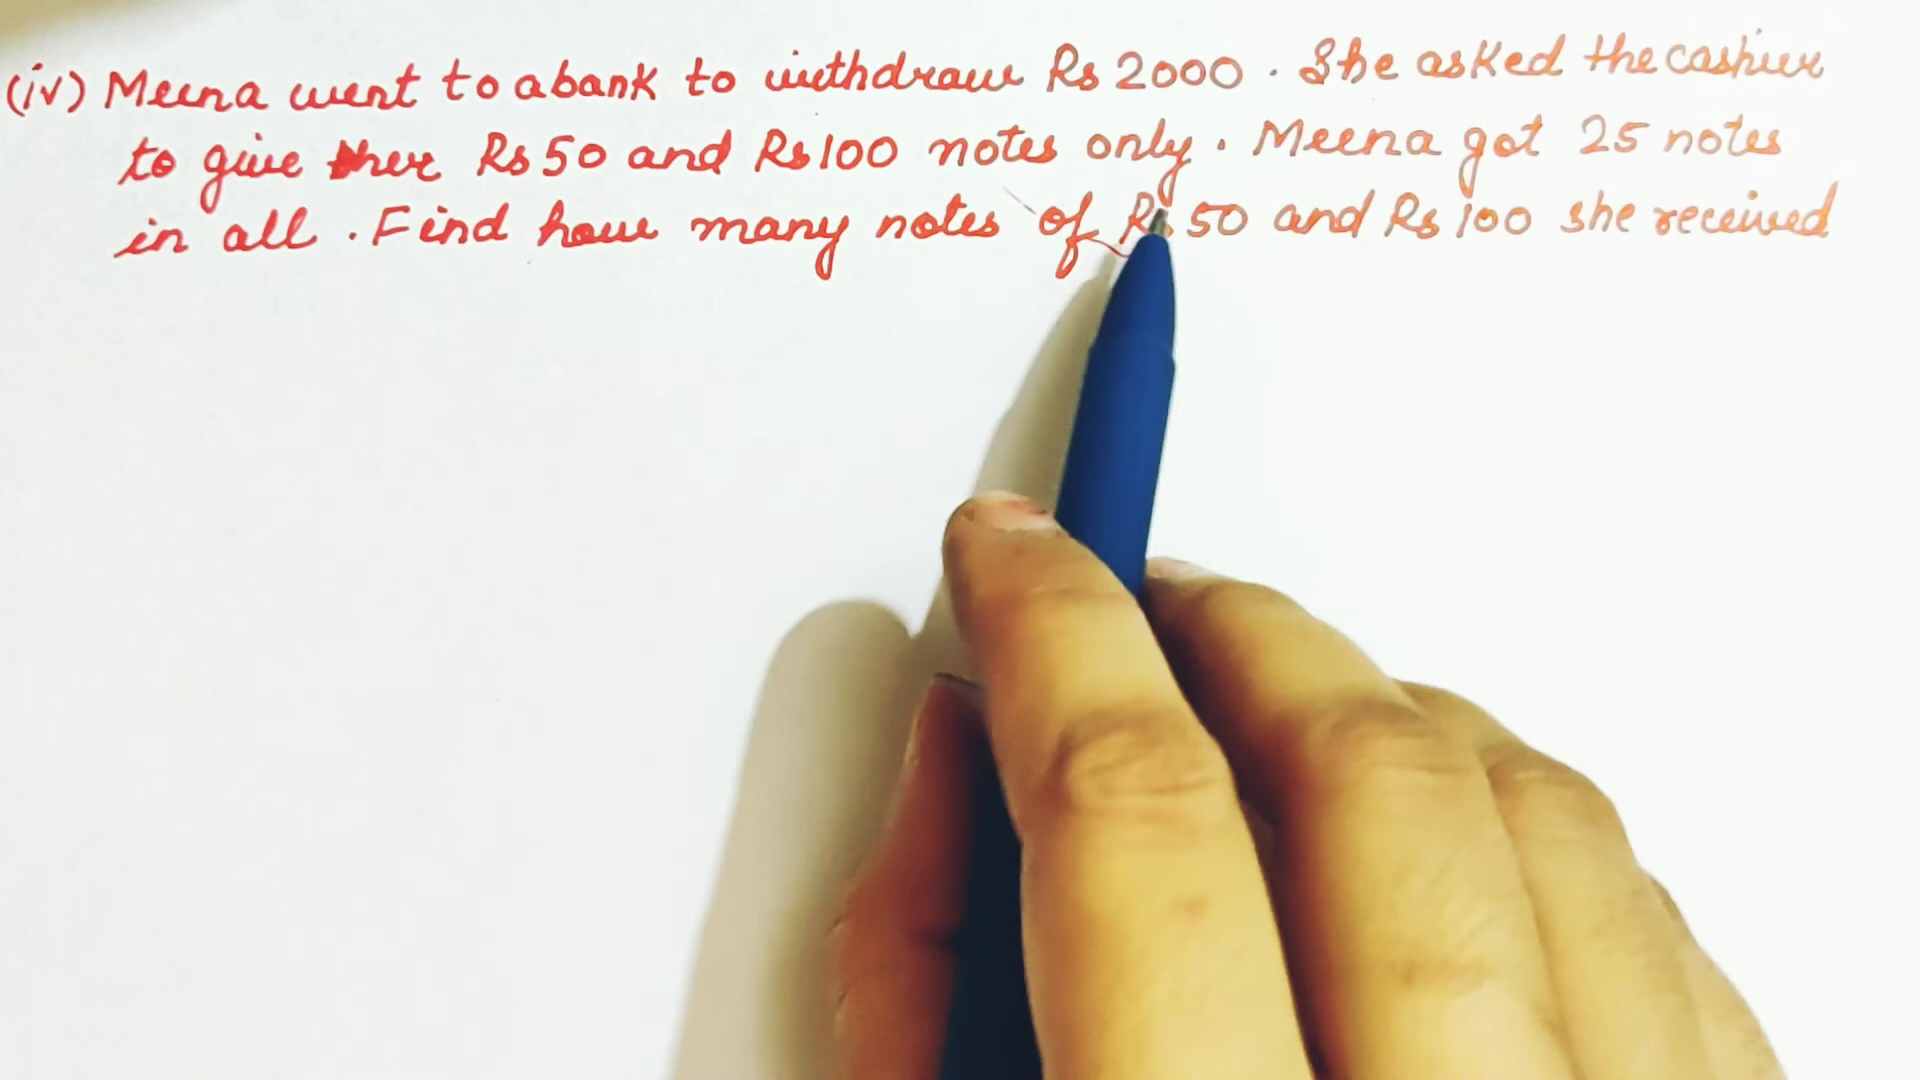 (iv) Meena went to a bank to withdraw Rs 2000. She asked the cashier
to give her Rs 50 and Rs 100 notes only. Meena got 25 notes
in all. Find how many notes of Rs 50 and Rs 100 she received